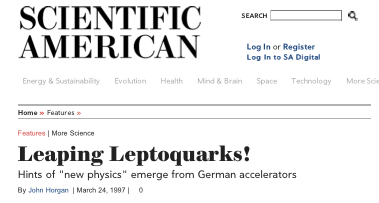 SCIENTIFIC
AMERICAN
SEARCH
Log In or Register
Log In to SA Digital
Energy & Sustainability Evolution Health Mind & Brain Space Technology More Scie
Home » Features »
Features | More Science
Leaping Leptoquarks!
Hints of "new physics" emerge from German accelerators
By John Horgan | March 24, 1997 | 0